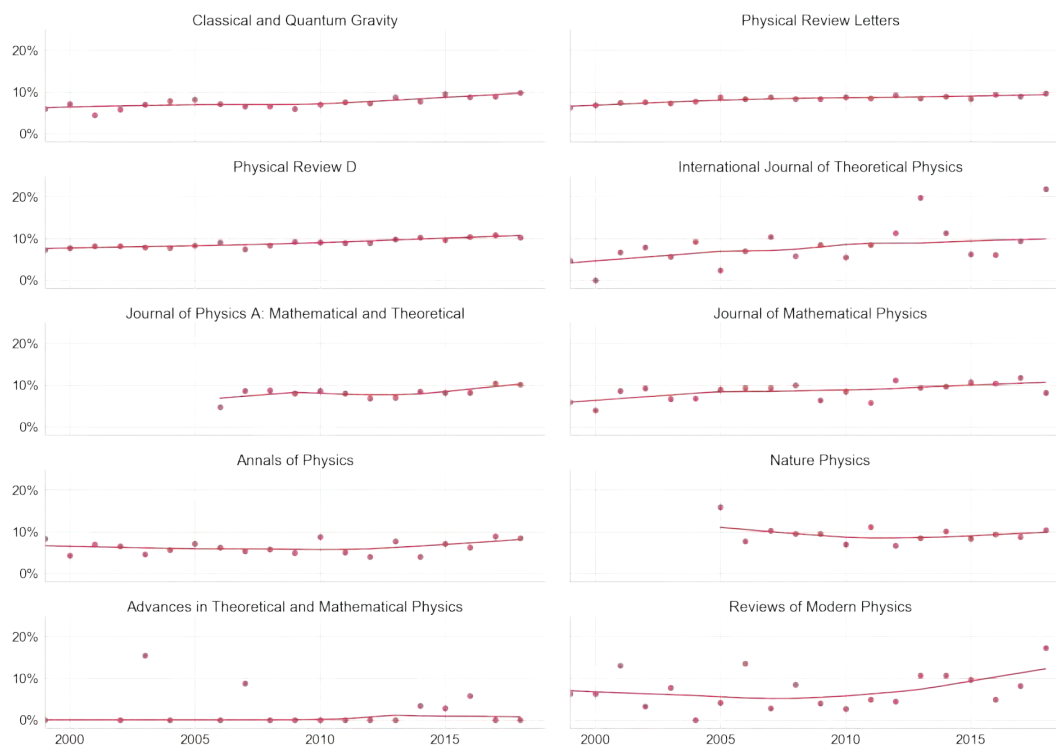 Classical and Quantum Gravity
Physical Review Letters
20%
10%
0%
Physical Review D
International Journal of Theoretical Physics
20%
10%
0%
Journal of Physics A: Mathematical and Theoretical
Journal of Mathematical Physics
20%
10%
0%
Annals of Physics
Nature Physics
20%
10%
0%
Advances in Theoretical and Mathematical Physics
Reviews of Modern Physics
20%
10%
0%
2000 2005 2010 2015 2000 2005 2010 2015